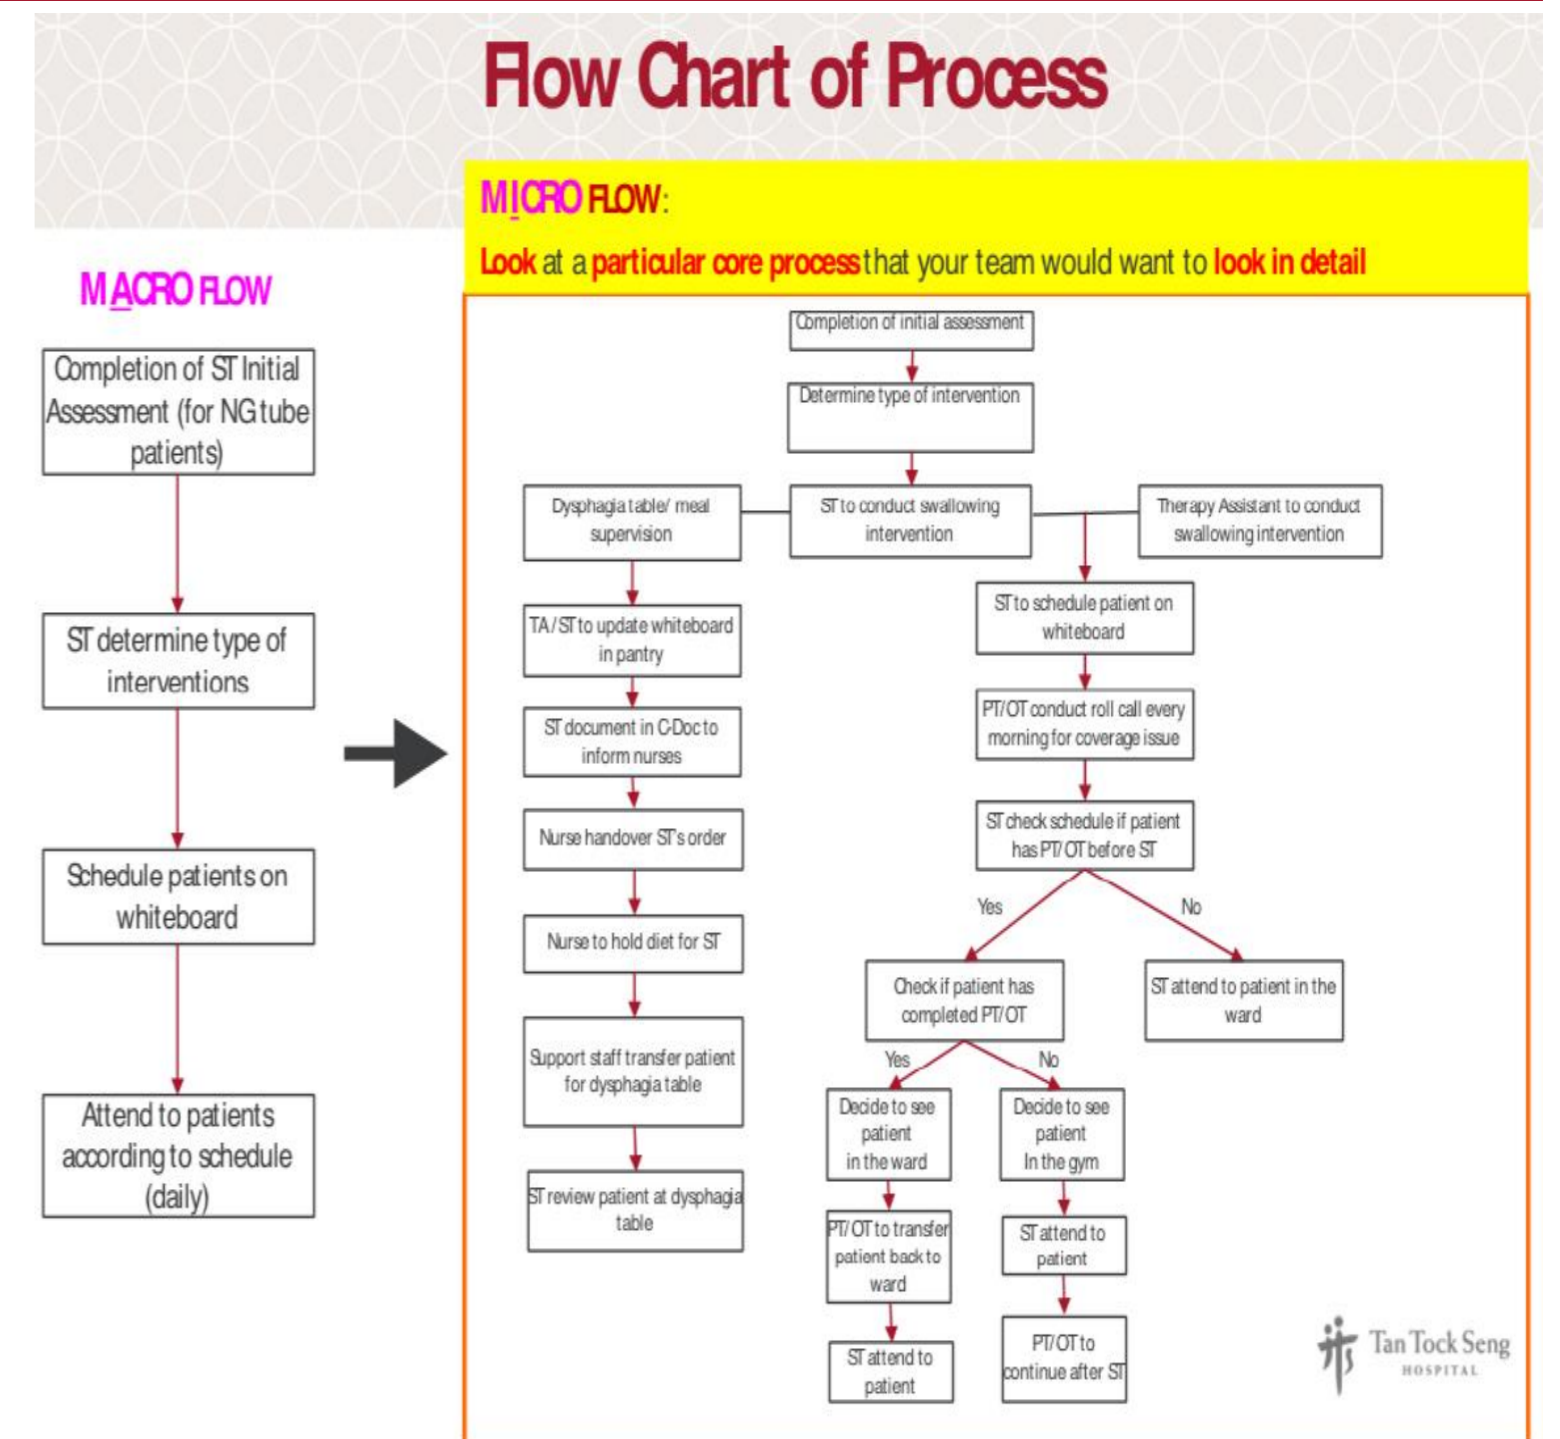 Flow Chart of Process
MICRO FLOW:
Look at a particular core process that your team would want to look in detail
MACRO FLOW
Completion of ST Initial
Assessment (for NG tube
patients)
ST determine type of
interventions
Schedule patients on
whiteboard
Attend to patients
according to schedule
(daily)
Completion of initial assessment
Determine type of intervention
Dysphagia table/ meal
supervision
ST to conduct swallowing
intervention
Therapy Assistant to conduct
swallowing intervention
TA/ST to update whiteboard
in pantry
ST document in C-Doc to
inform nurses
Nurse handover ST's order
Nurse to hold diet for ST
Support staff transfer patient
for dysphagia table
ST review patient at dysphagia
table
ST to schedule patient on
whiteboard
PT/OT conduct roll call every
morning for coverage issue
ST check schedule if patient
has PT/OT before ST
Yes
No
Check if patient has
completed PT/OT
ST attend to patient in the
ward
Yes
No
Decide to see
patient
in the ward
PT/OT to transfer
patient back to
ward
ST attend to
patient
Decide to see
patient
In the gym
ST attend to
patient
PT/OT to
continue after ST
Tan Tock Seng
HOSPITAL